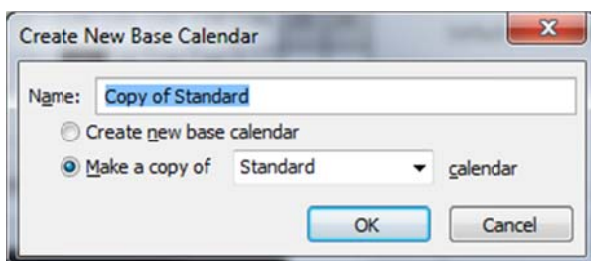 Create New Base Calendar
Name: Copy of Standard
Create new base calendar
Make a copy of Standard calendar
OK Cancel